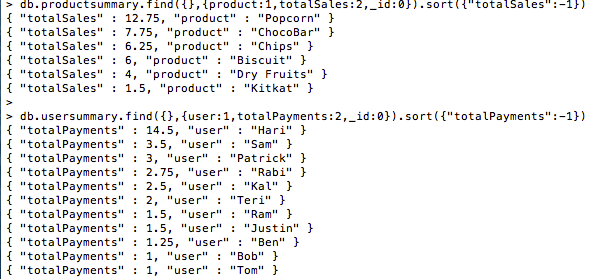 > db.productsummary.find({},{product:1,totalSales:2,_id:0}).sort({"totalSales":-1})
{ "totalSales" : 12.75, "product" : "Popcorn" }
{ "totalSales" : 7.75, "product" : "ChocoBar" }
{ "totalSales" : 6.25, "product" : "Chips" }
{ "totalSales" : 6, "product" : "Biscuit" }
{ "totalSales" : 4, "product" : "Dry Fruits" }
{ "totalSales" : 1.5, "product" : "Kitkat" }
>
> db.usersummary.find({},{user:1,totalPayments:2,_id:0}).sort({"totalPayments":-1})
{ "totalPayments" : 14.5, "user" : "Hari" }
{ "totalPayments" : 3.5, "user" : "Sam" }
{ "totalPayments" : 3, "user" : "Patrick" }
{ "totalPayments" : 2.75, "user" : "Rabi" }
{ "totalPayments" : 2.5, "user" : "Kal" }
{ "totalPayments" : 2, "user" : "Teri" }
{ "totalPayments" : 1.5, "user" : "Ram" }
{ "totalPayments" : 1.5, "user" : "Justin" }
{ "totalPayments" : 1.25, "user" : "Ben" }
{ "totalPayments" : 1, "user" : "Bob" }
{ "totalPayments" : 1, "user" : "Tom" }